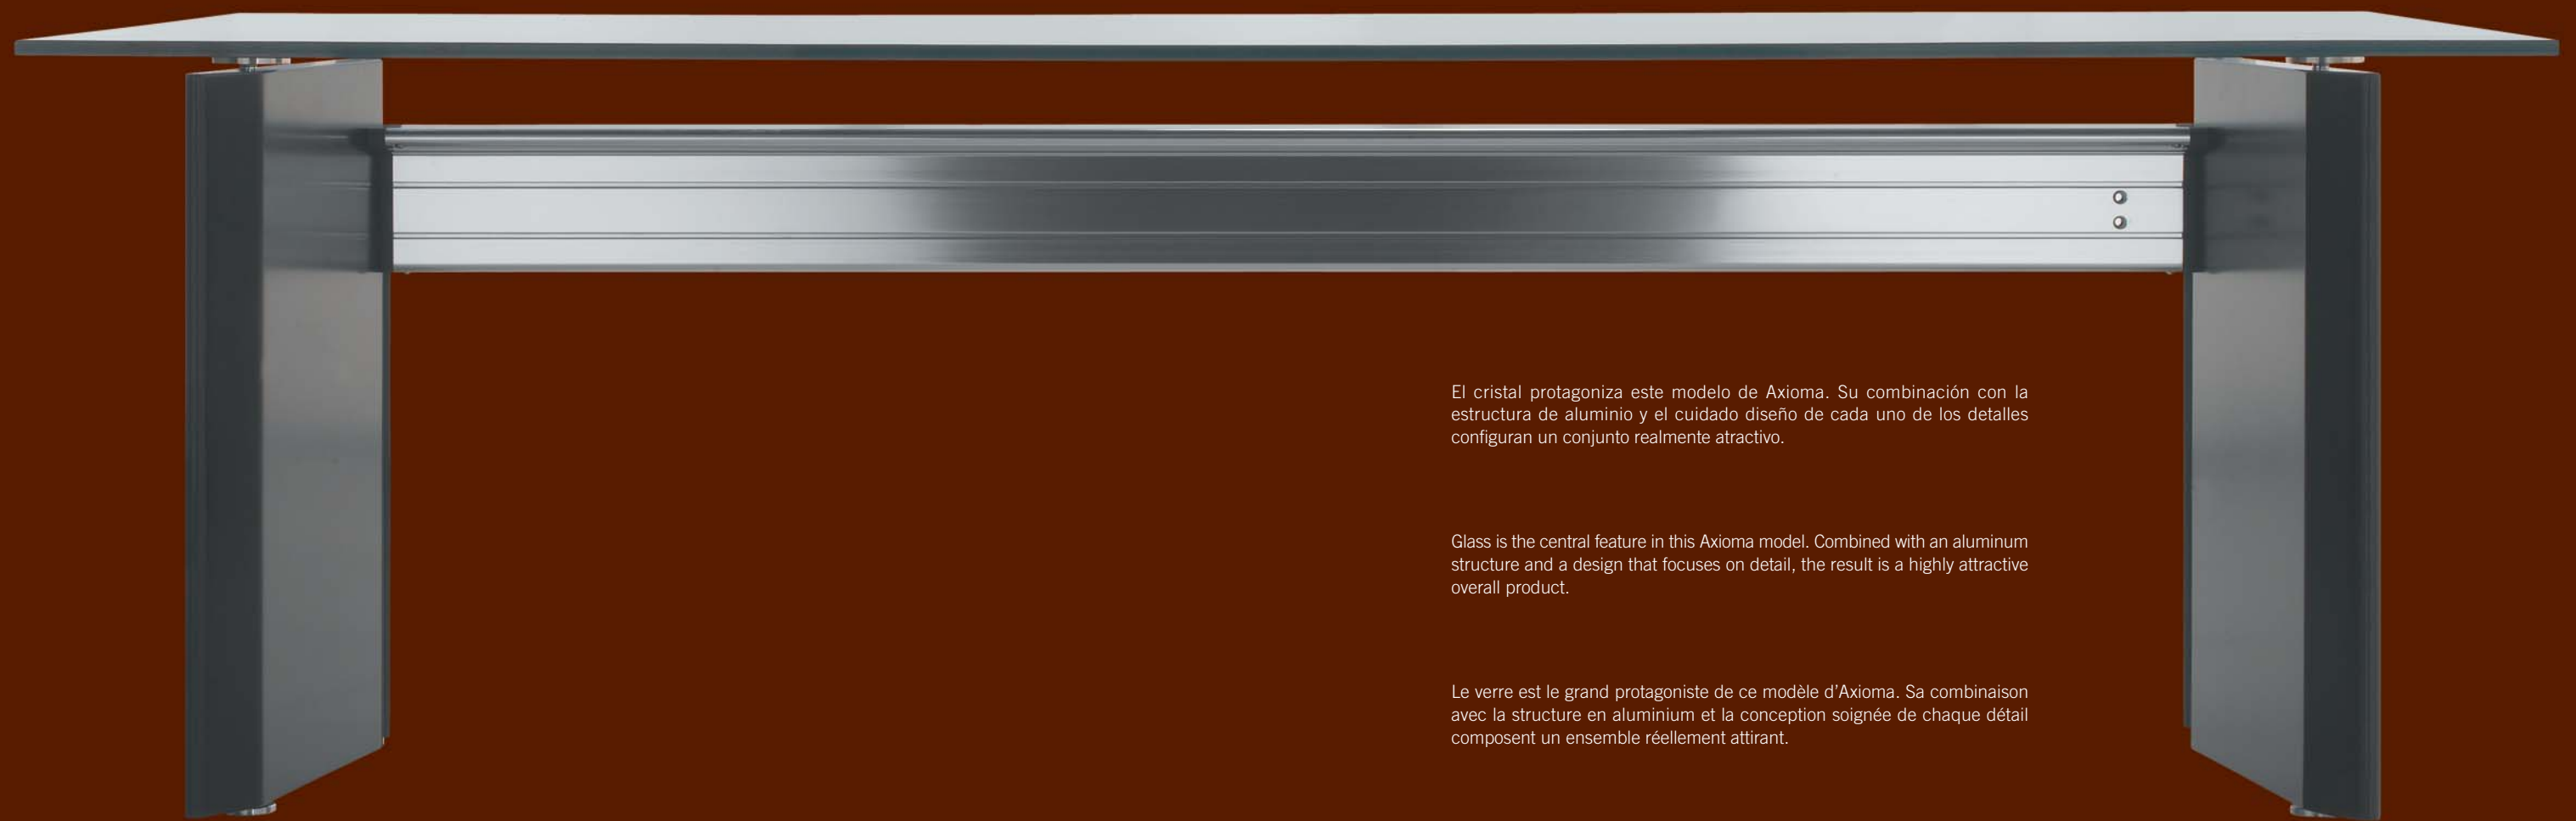 El cristal protagoniza este modelo de Axioma. Su combinación con la
estructura de aluminio y el cuidado diseño de cada uno de los detalles
configuran un conjunto realmente atractivo.
Glass is the central feature in this Axioma model. Combined with an aluminum
structure and a design that focuses on detail, the result is a highly attractive
overall product.
Le verre est le grand protagoniste de ce modèle d’Axioma. Sa combinaison
avec la structure en aluminium et la conception soignée de chaque détail
composent un ensemble réellement attirant.